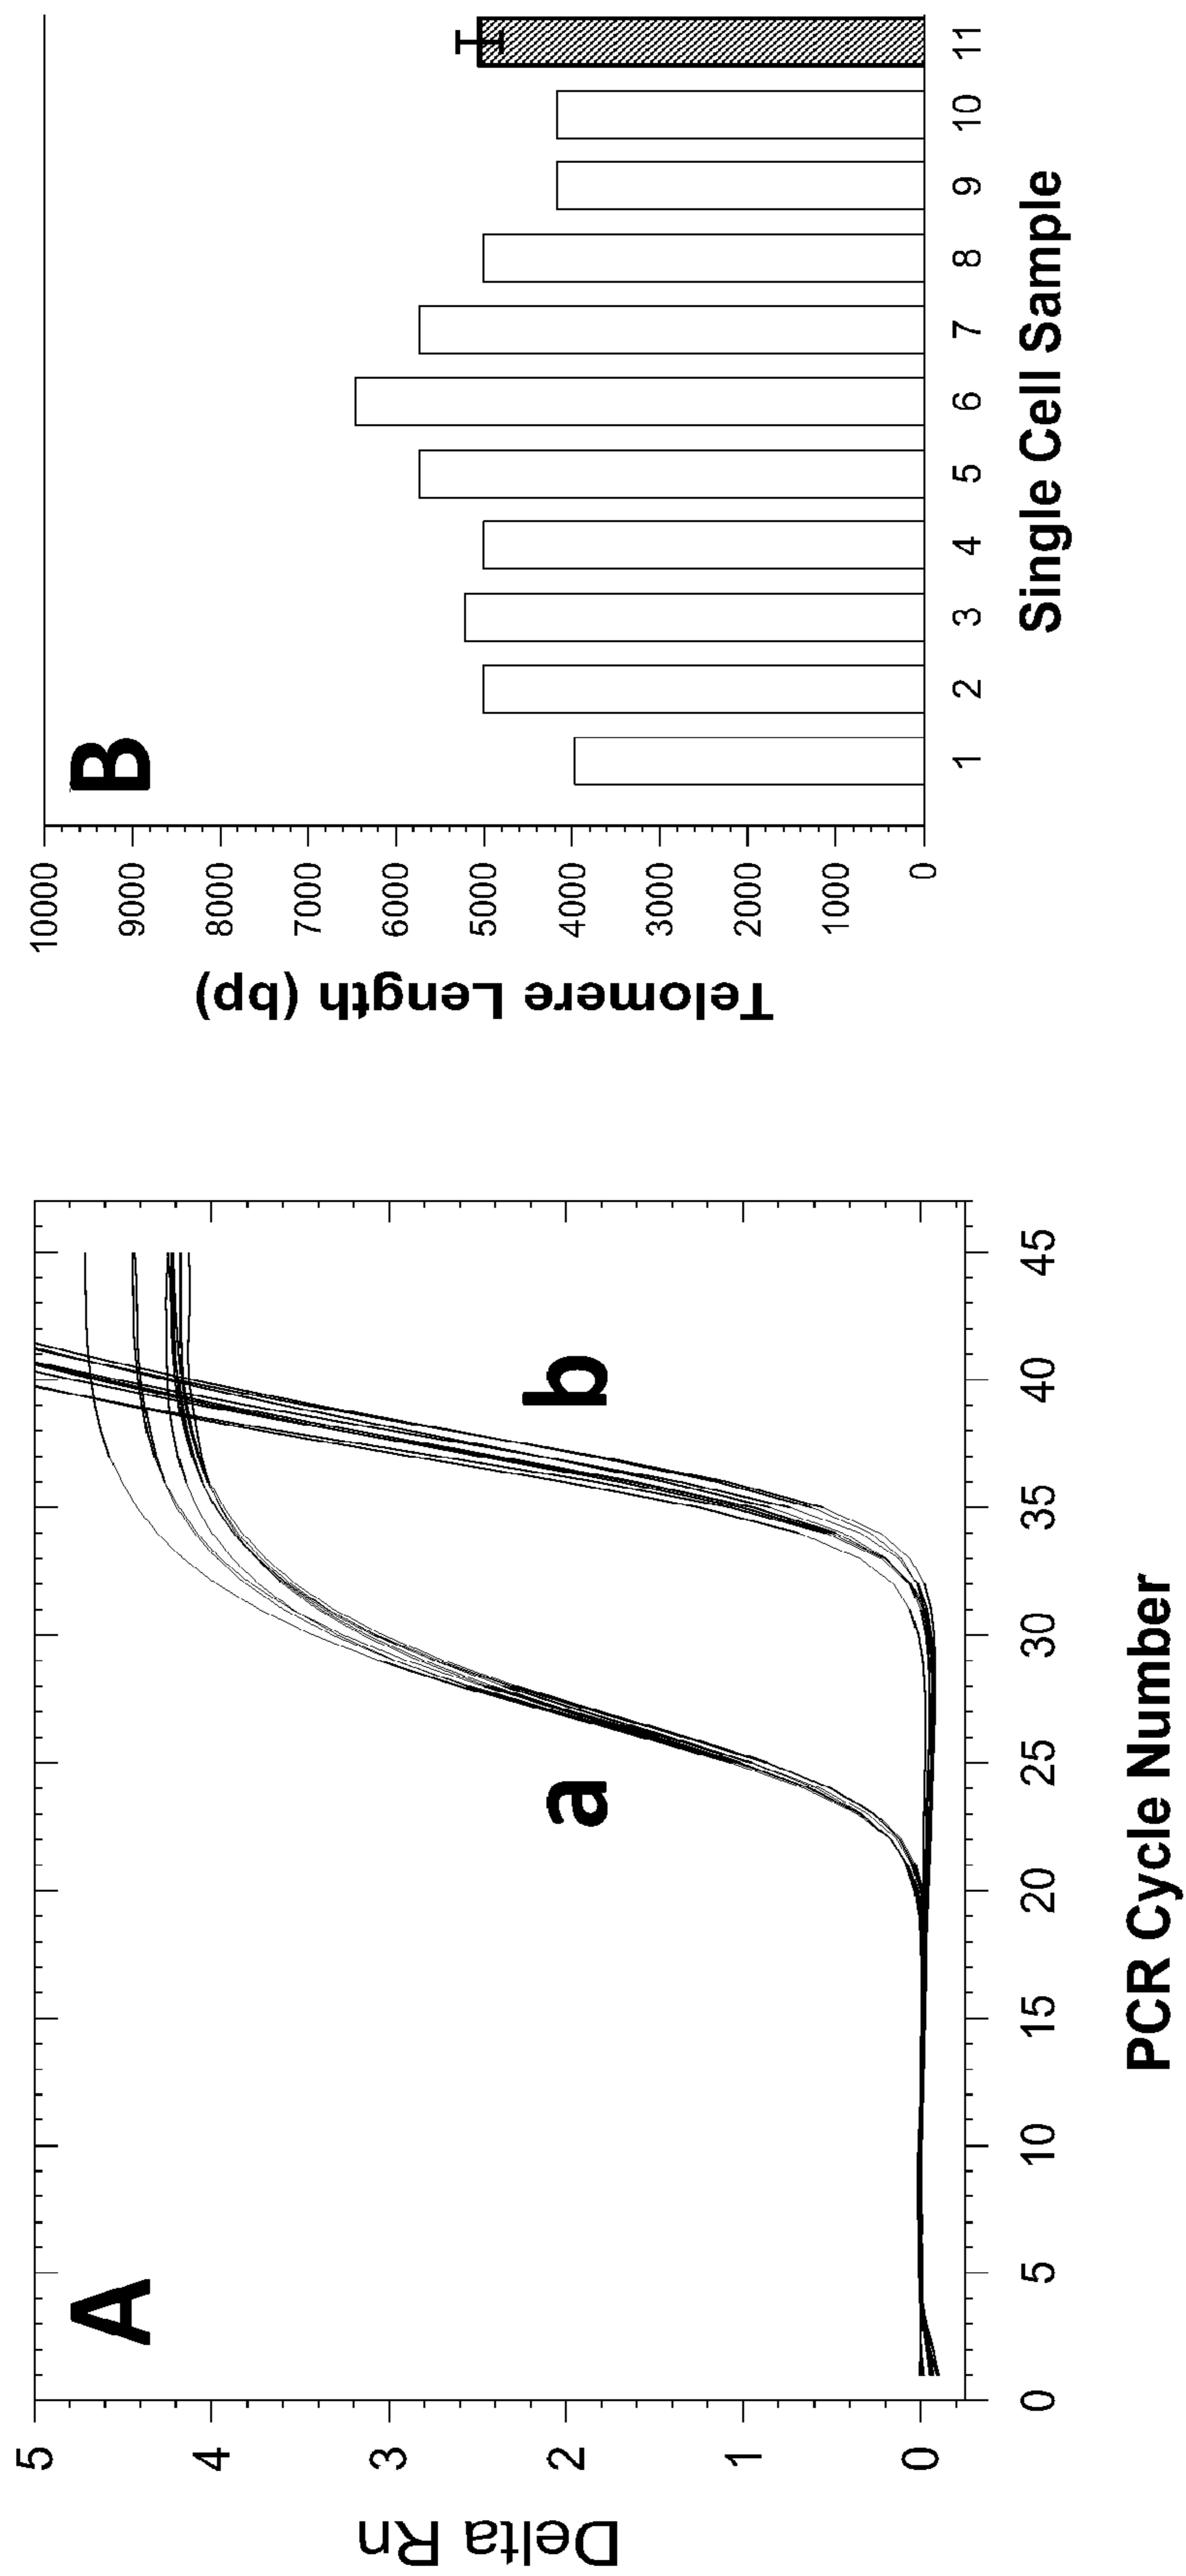 A
Delta Rn
5
4
3
2
1
0
a
b
0 5 10 15 20 25 30 35 40 45
PCR Cycle Number
B
Telomere Length (bp)
10000
9000
8000
7000
6000
5000
4000
3000
2000
1000
0
1 2 3 4 5 6 7 8 9 10 11
Single Cell Sample